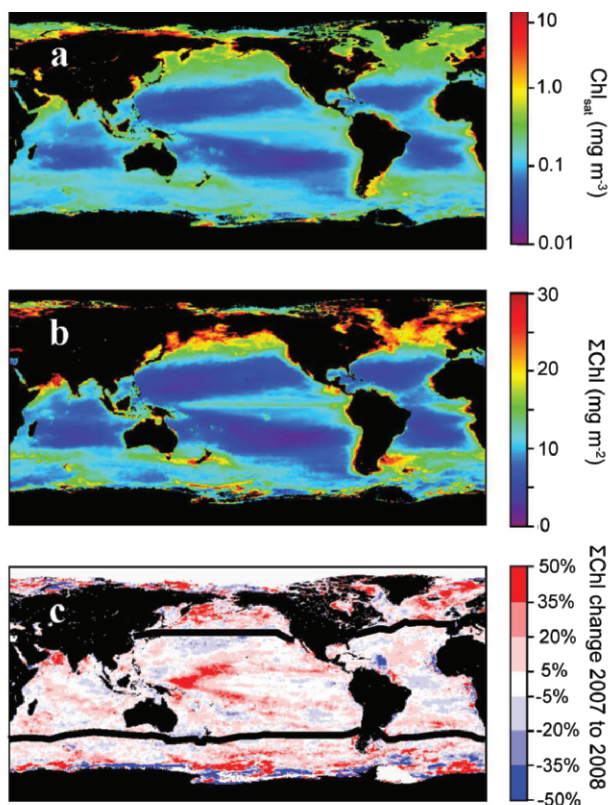 a
10
1.0
0.1
0.01
Chl_sat (mg m⁻³)
b
30
20
10
0
ΣChl (mg m⁻²)
c
50%
35%
20%
5%
-5%
-20%
-35%
-50%
ΣChl change 2007 to 2008